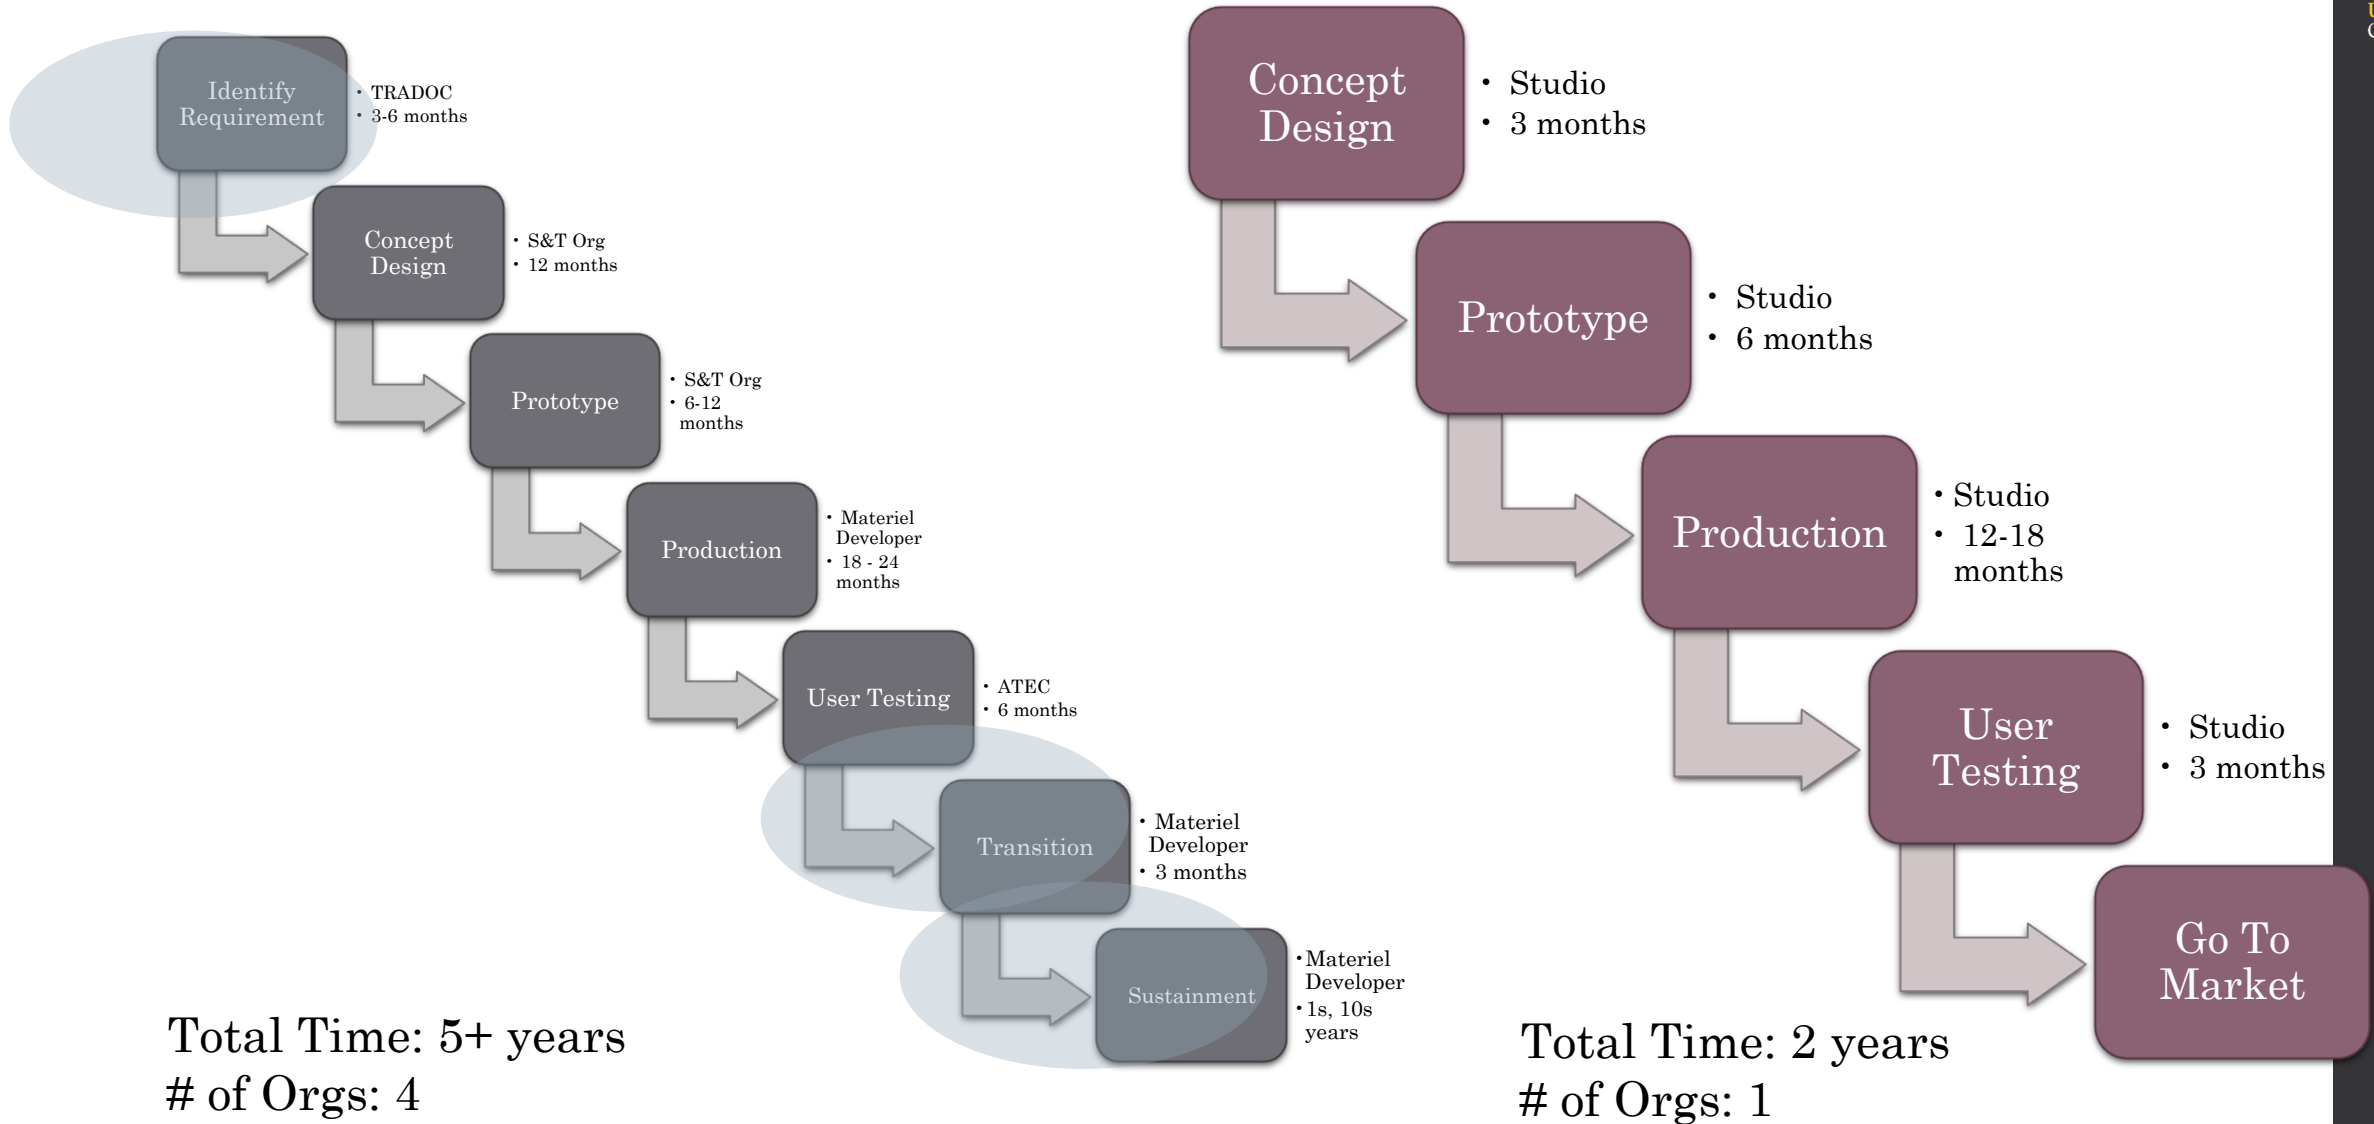 Identify
Requirement
• TRADOC
• 3-6 months
Concept
Design
• S&T Org
• 12 months
Prototype
• S&T Org
• 6-12
months
Production
• Materiel
Developer
• 18 - 24
months
User Testing
• ATEC
• 6 months
Transition
• Materiel
Developer
• 3 months
Sustainment
• Materiel
Developer
• 1s, 10s
years
Total Time: 5+ years
# of Orgs: 4
Concept
Design
• Studio
• 3 months
Prototype
• Studio
• 6 months
Production
• Studio
• 12-18
months
User
Testing
• Studio
• 3 months
Go To
Market
Total Time: 2 years
# of Orgs: 1